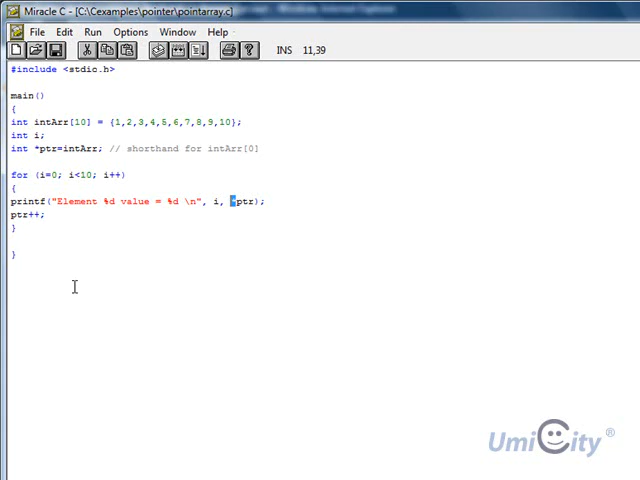 Miracle C - [C:\Cexamples\pointer\pointarray.c]
File Edit Run Options Window Help
INS 11,39
#include <stdio.h>
main()
{
int intArr[10] = {1,2,3,4,5,6,7,8,9,10};
int i;
int *ptr=intArr; // shorthand for intArr[0]
for (i=0; i<10; i++)
{
printf("Element %d value = %d \n", i, *ptr);
ptr++;
}
}
UmiCity ®